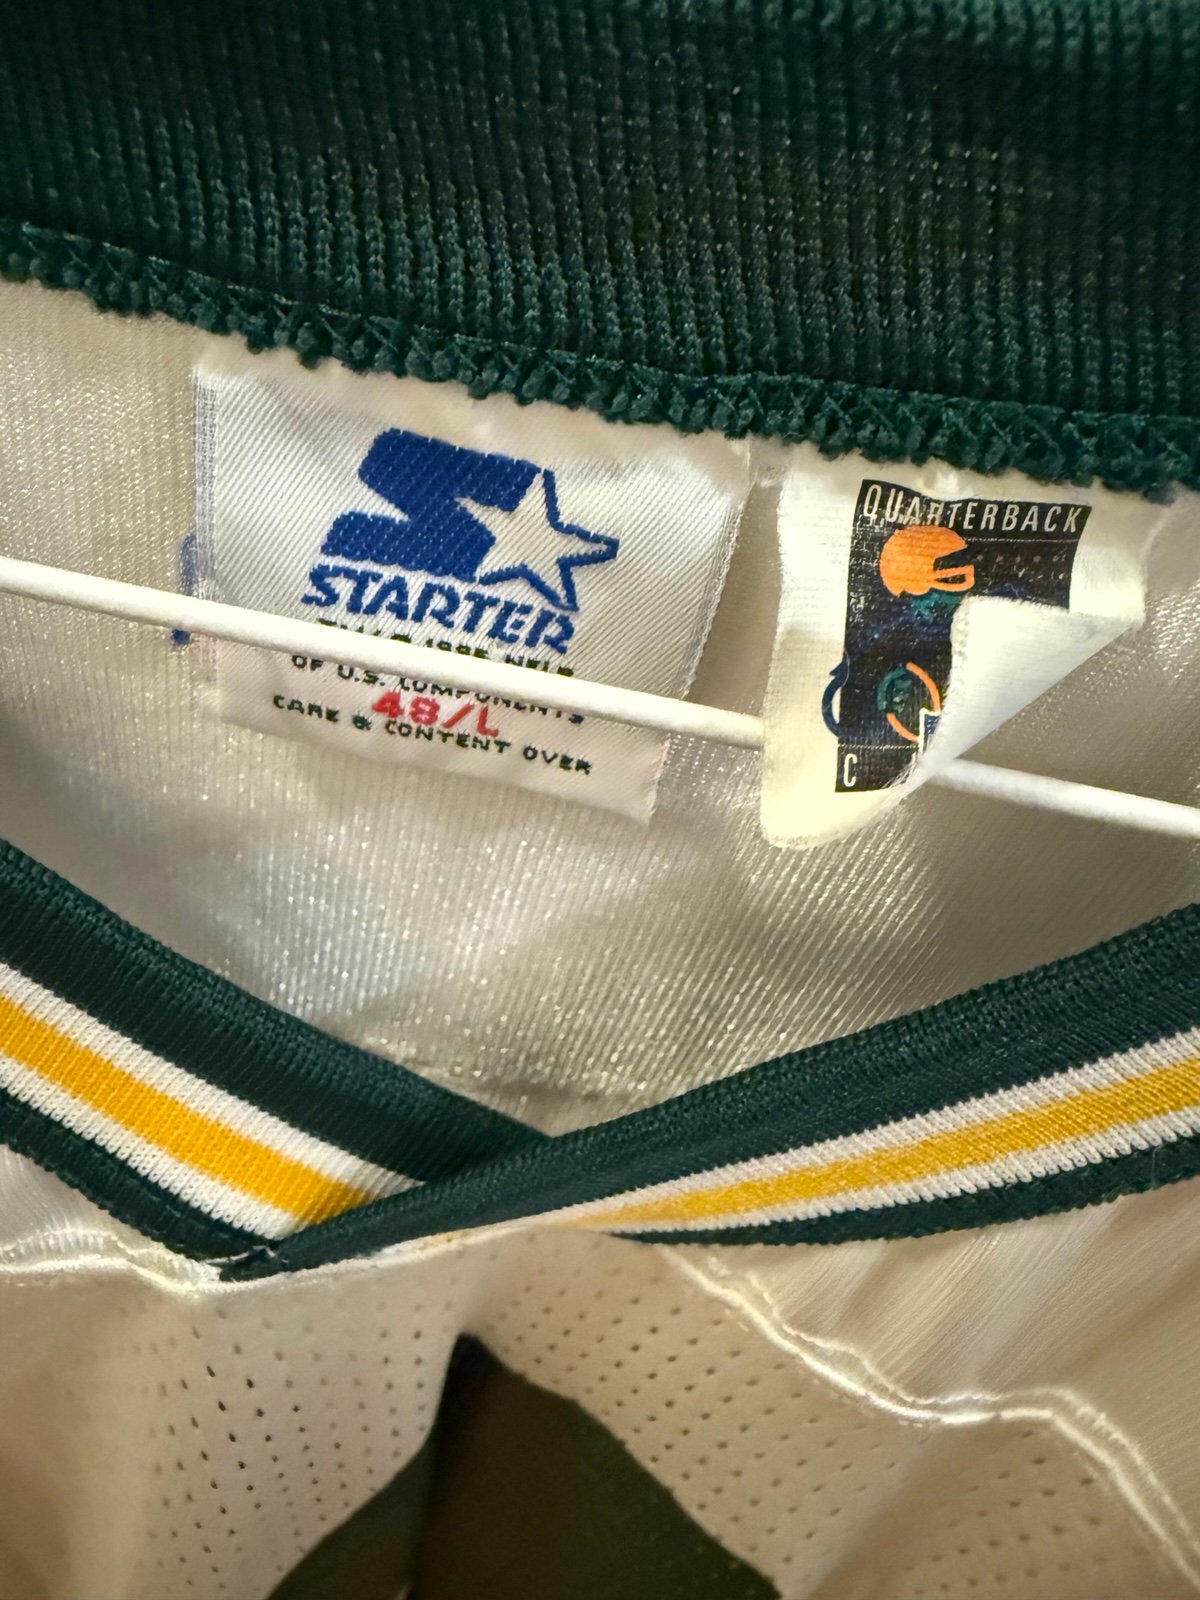 STARTER
OF U.S. COMPONENTS
48/L
CARE & CONTENT OVER
QUARTERBACK
C